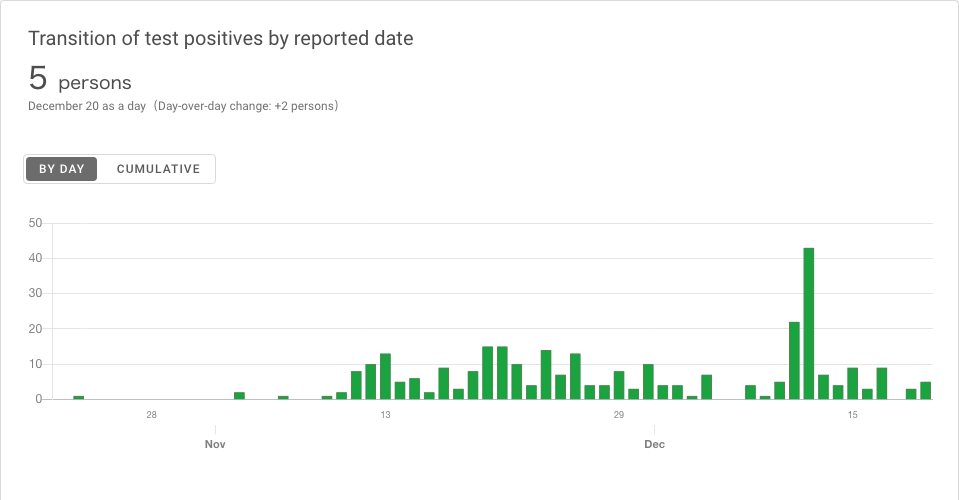 Transition of test positives by reported date
5 persons
December 20 as a day (Day-over-day change: +2 persons)
BY DAY CUMULATIVE
50
40
30
20
10
0
28 13 29 15
Nov Dec